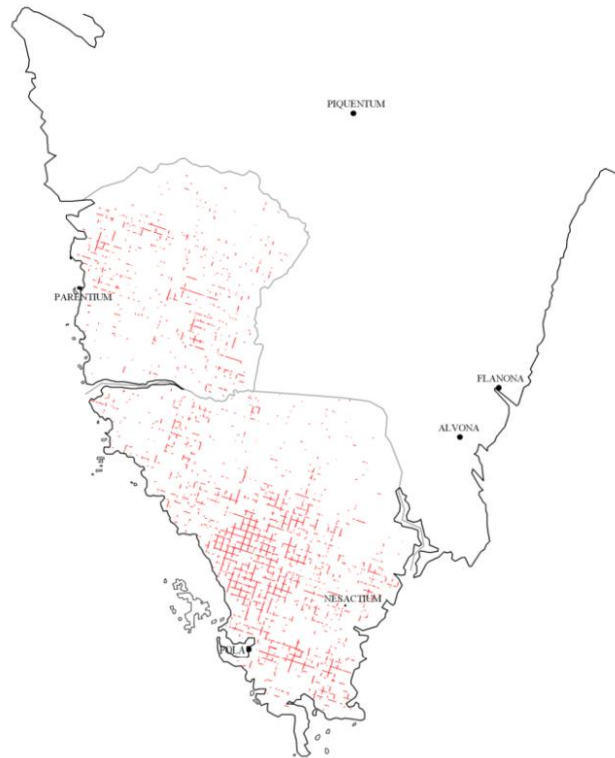 PIQUENTUM
PARENTIUM
FLANONA
ALVONA
NESACTIUM
POLA